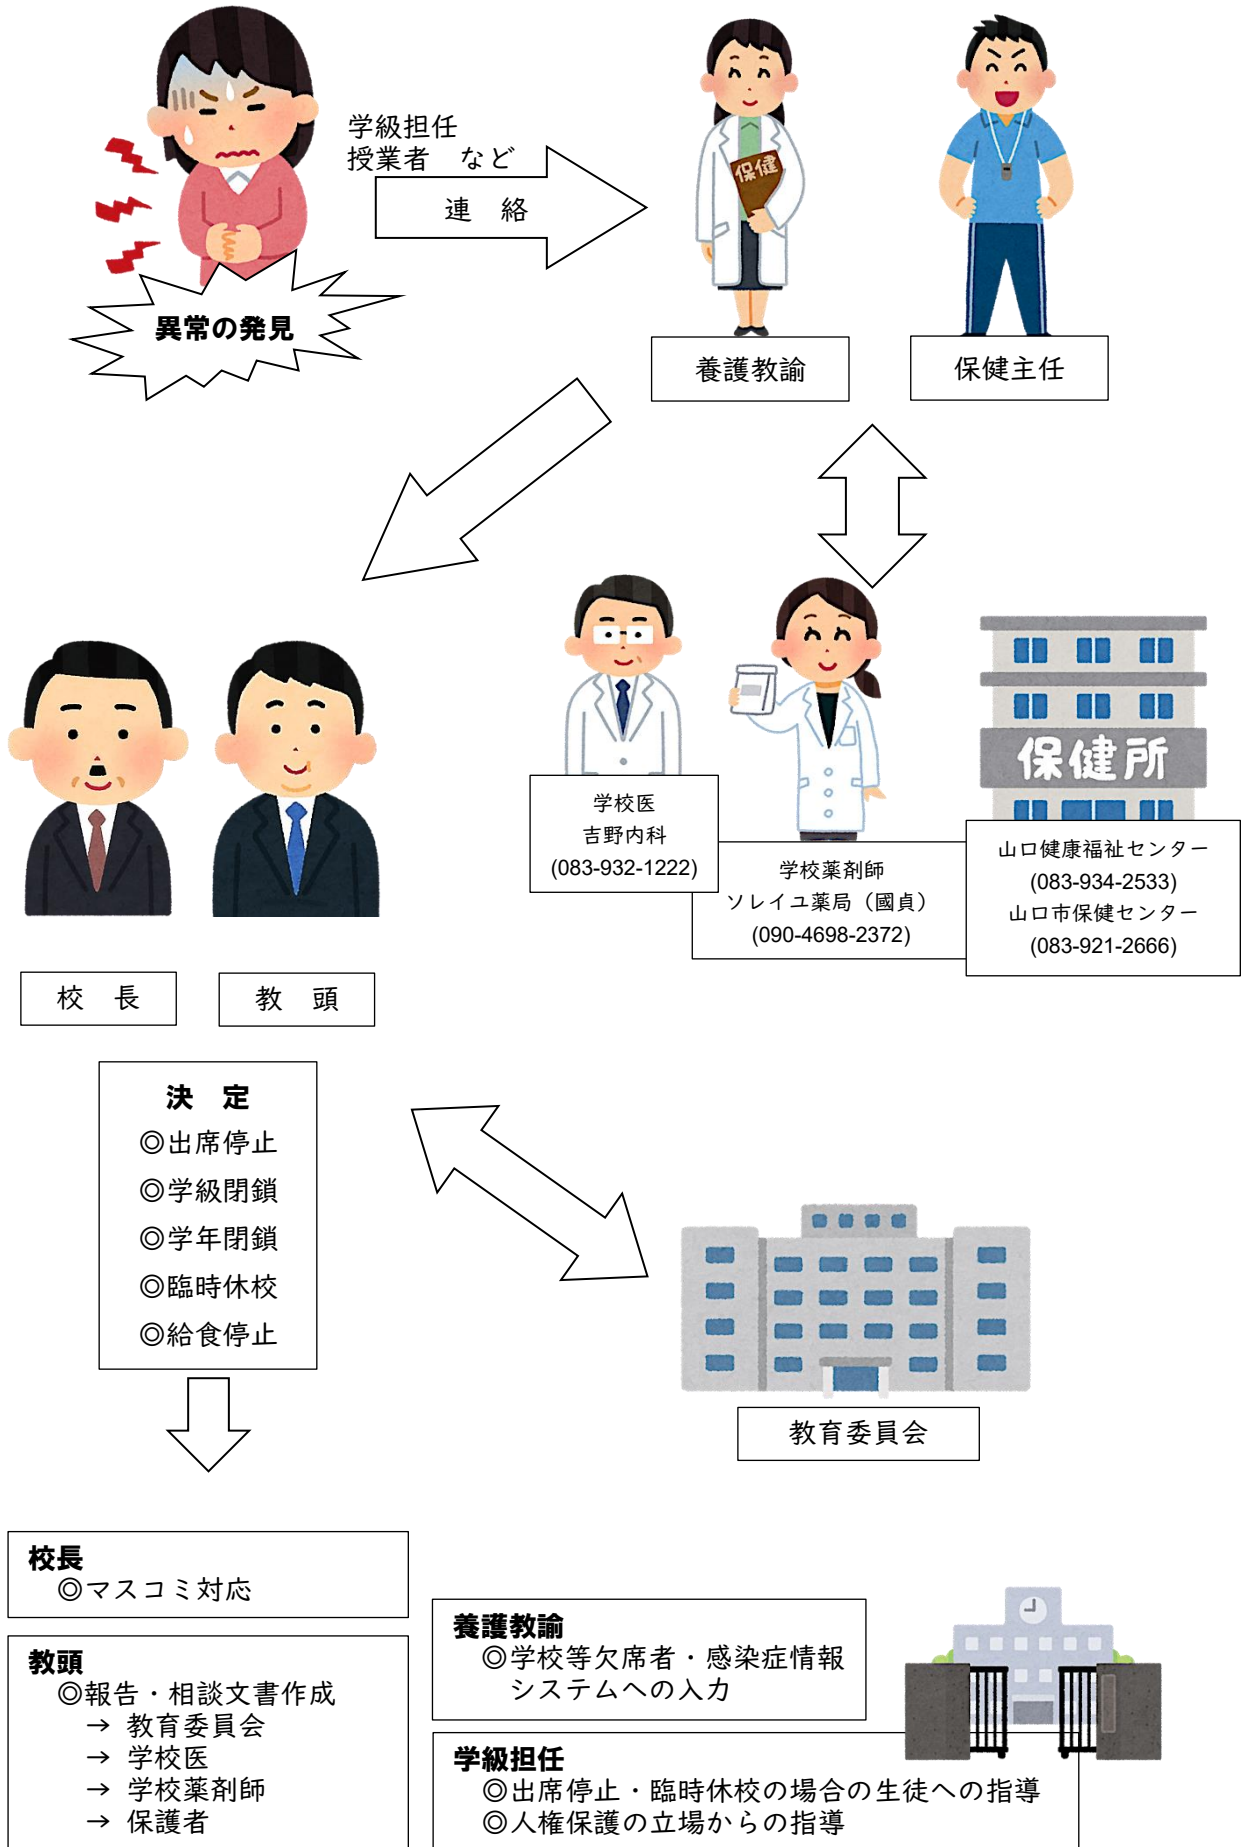 学級担任
授業者　など
連　絡
保健
異常の発見
養護教諭
保健主任
保健所
学校医
吉野内科
(083-932-1222)
学校薬剤師
ソレイユ薬局（國貞）
(090-4698-2372)
山口健康福祉センター
(083-934-2533)
山口市保健センター
(083-921-2666)
校　長
教　頭
決　定
◎出席停止
◎学級閉鎖
◎学年閉鎖
◎臨時休校
◎給食停止
教育委員会
校長
◎マスコミ対応
教頭
◎報告・相談文書作成
→ 教育委員会
→ 学校医
→ 学校薬剤師
→ 保護者
養護教諭
◎学校等欠席者・感染症情報
システムへの入力
学級担任
◎出席停止・臨時休校の場合の生徒への指導
◎人権保護の立場からの指導